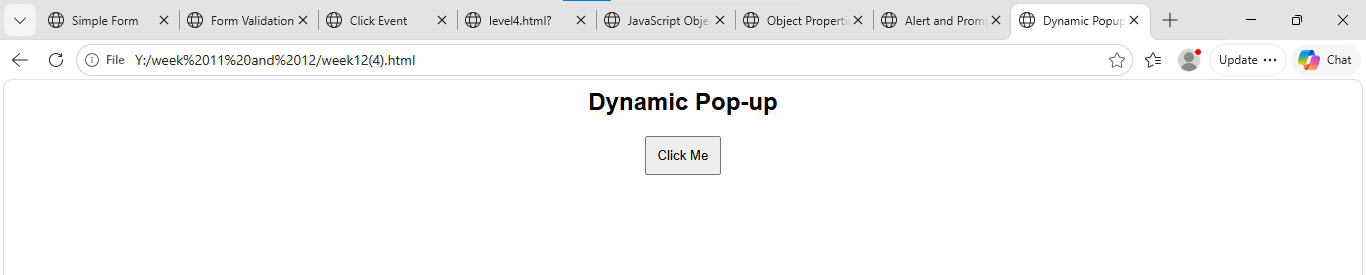 Simple Form
Form Validation
Click Event
level4.html?
JavaScript Obje
Object Properti
Alert and Prom
Dynamic Popup
File
Y:/week%2011%20and%2012/week12(4).html
Update
Chat
Dynamic Pop-up
Click Me